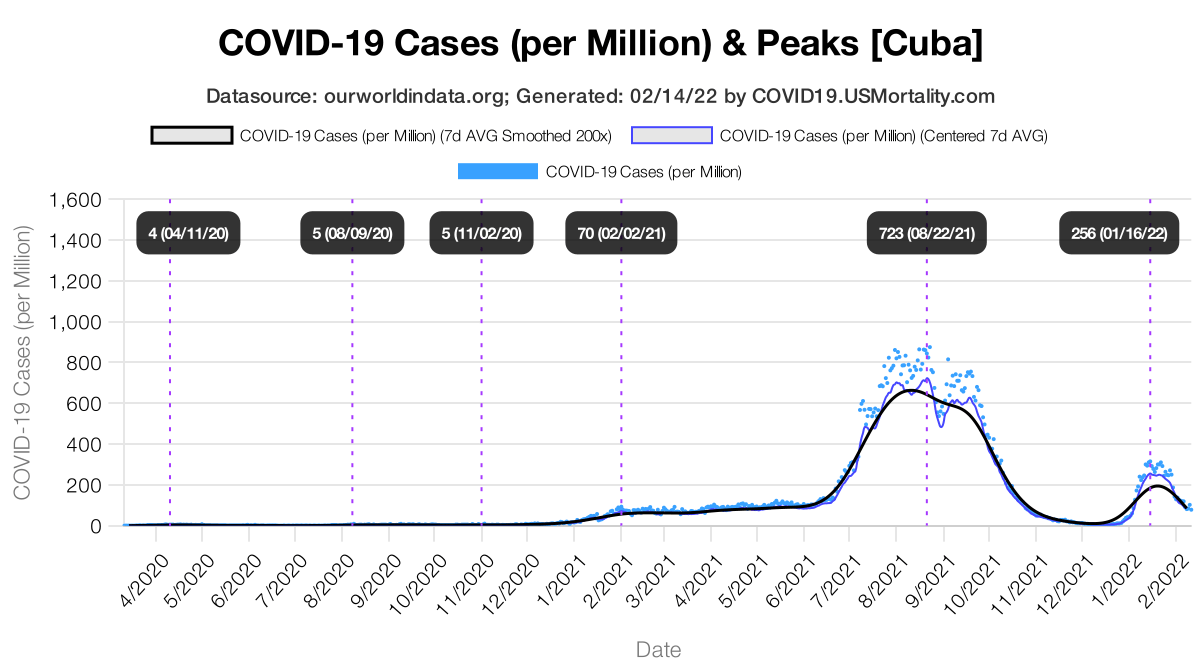 COVID-19 Cases (per Million) & Peaks [Cuba]
Datasource: ourworldindata.org; Generated: 02/14/22 by COVID19.USMortality.com
COVID-19 Cases (per Million) (7d AVG Smoothed 200x) COVID-19 Cases (per Million) (Centered 7d AVG)
COVID-19 Cases (per Million)
COVID-19 Cases (per Million)
1,600
4 (04/11/20) 5 (08/09/20) 5 (11/02/20) 70 (02/02/21) 723 (08/22/21) 256 (01/16/22)
1,400
1,200
1,000
800
600
400
200
0
4/2020 5/2020 6/2020 7/2020 8/2020 9/2020 10/2020 11/2020 12/2020 1/2021 2/2021 3/2021 4/2021 5/2021 6/2021 7/2021 8/2021 9/2021 10/2021 11/2021 12/2021 1/2022 2/2022
Date